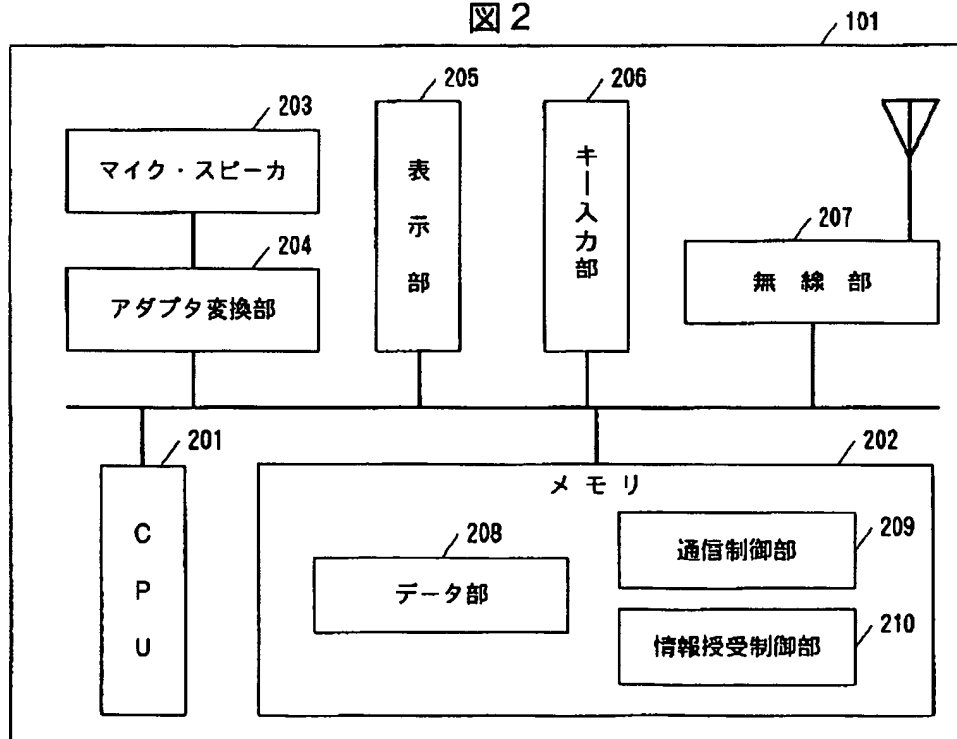 図2
101
203
マイク・スピーカ
204
アダプタ変換部
205
表示部
206
キー入力部
207
無線部
201
CPU
202
メモリ
208
データ部
209
通信制御部
210
情報授受制御部